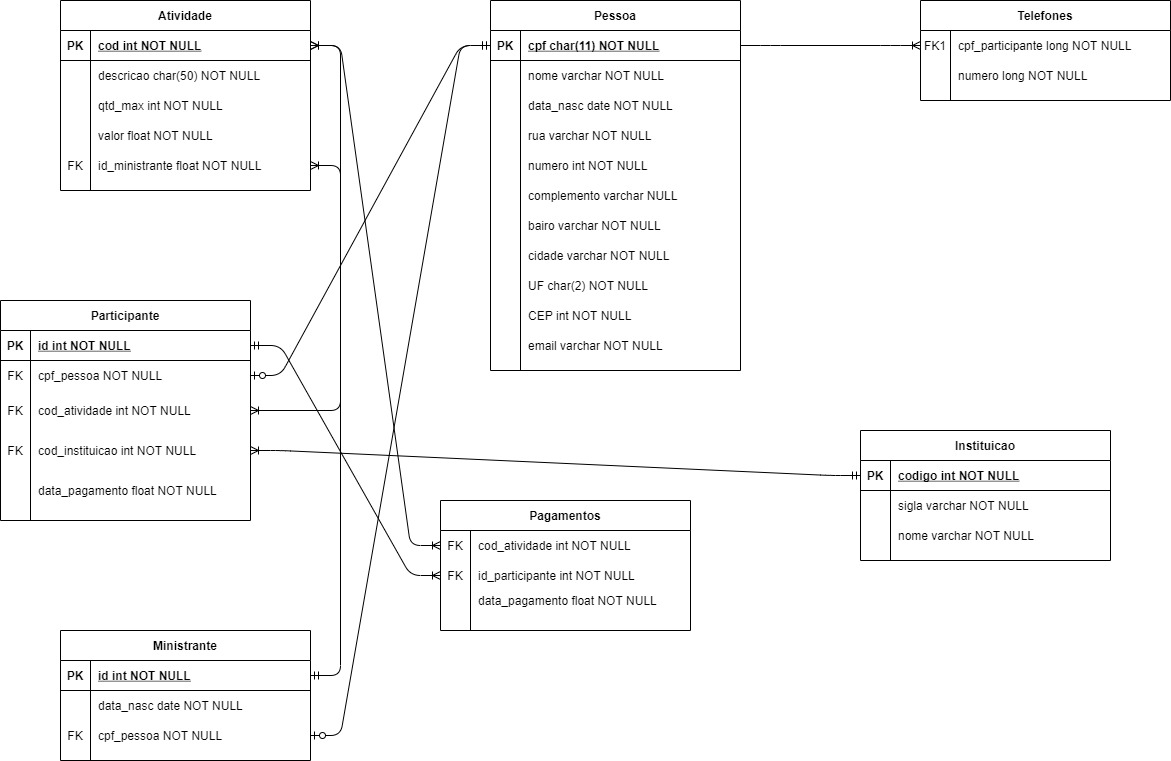 Atividade
PK cod int NOT NULL
descricao char(50) NOT NULL
qtd_max int NOT NULL
valor float NOT NULL
FK id_ministrante float NOT NULL
Pessoa
PK cpf char(11) NOT NULL
nome varchar NOT NULL
data_nasc date NOT NULL
rua varchar NOT NULL
numero int NOT NULL
complemento varchar NULL
bairo varchar NOT NULL
cidade varchar NOT NULL
UF char(2) NOT NULL
CEP int NOT NULL
email varchar NOT NULL
Telefones
FK1 cpf_participante long NOT NULL
numero long NOT NULL
Participante
PK id int NOT NULL
FK cpf_pessoa NOT NULL
FK cod_atividade int NOT NULL
FK cod_instituicao int NOT NULL
data_pagamento float NOT NULL
Instituicao
PK codigo int NOT NULL
sigla varchar NOT NULL
nome varchar NOT NULL
Pagamentos
FK cod_atividade int NOT NULL
FK id_participante int NOT NULL
data_pagamento float NOT NULL
Ministrante
PK id int NOT NULL
data_nasc date NOT NULL
FK cpf_pessoa NOT NULL